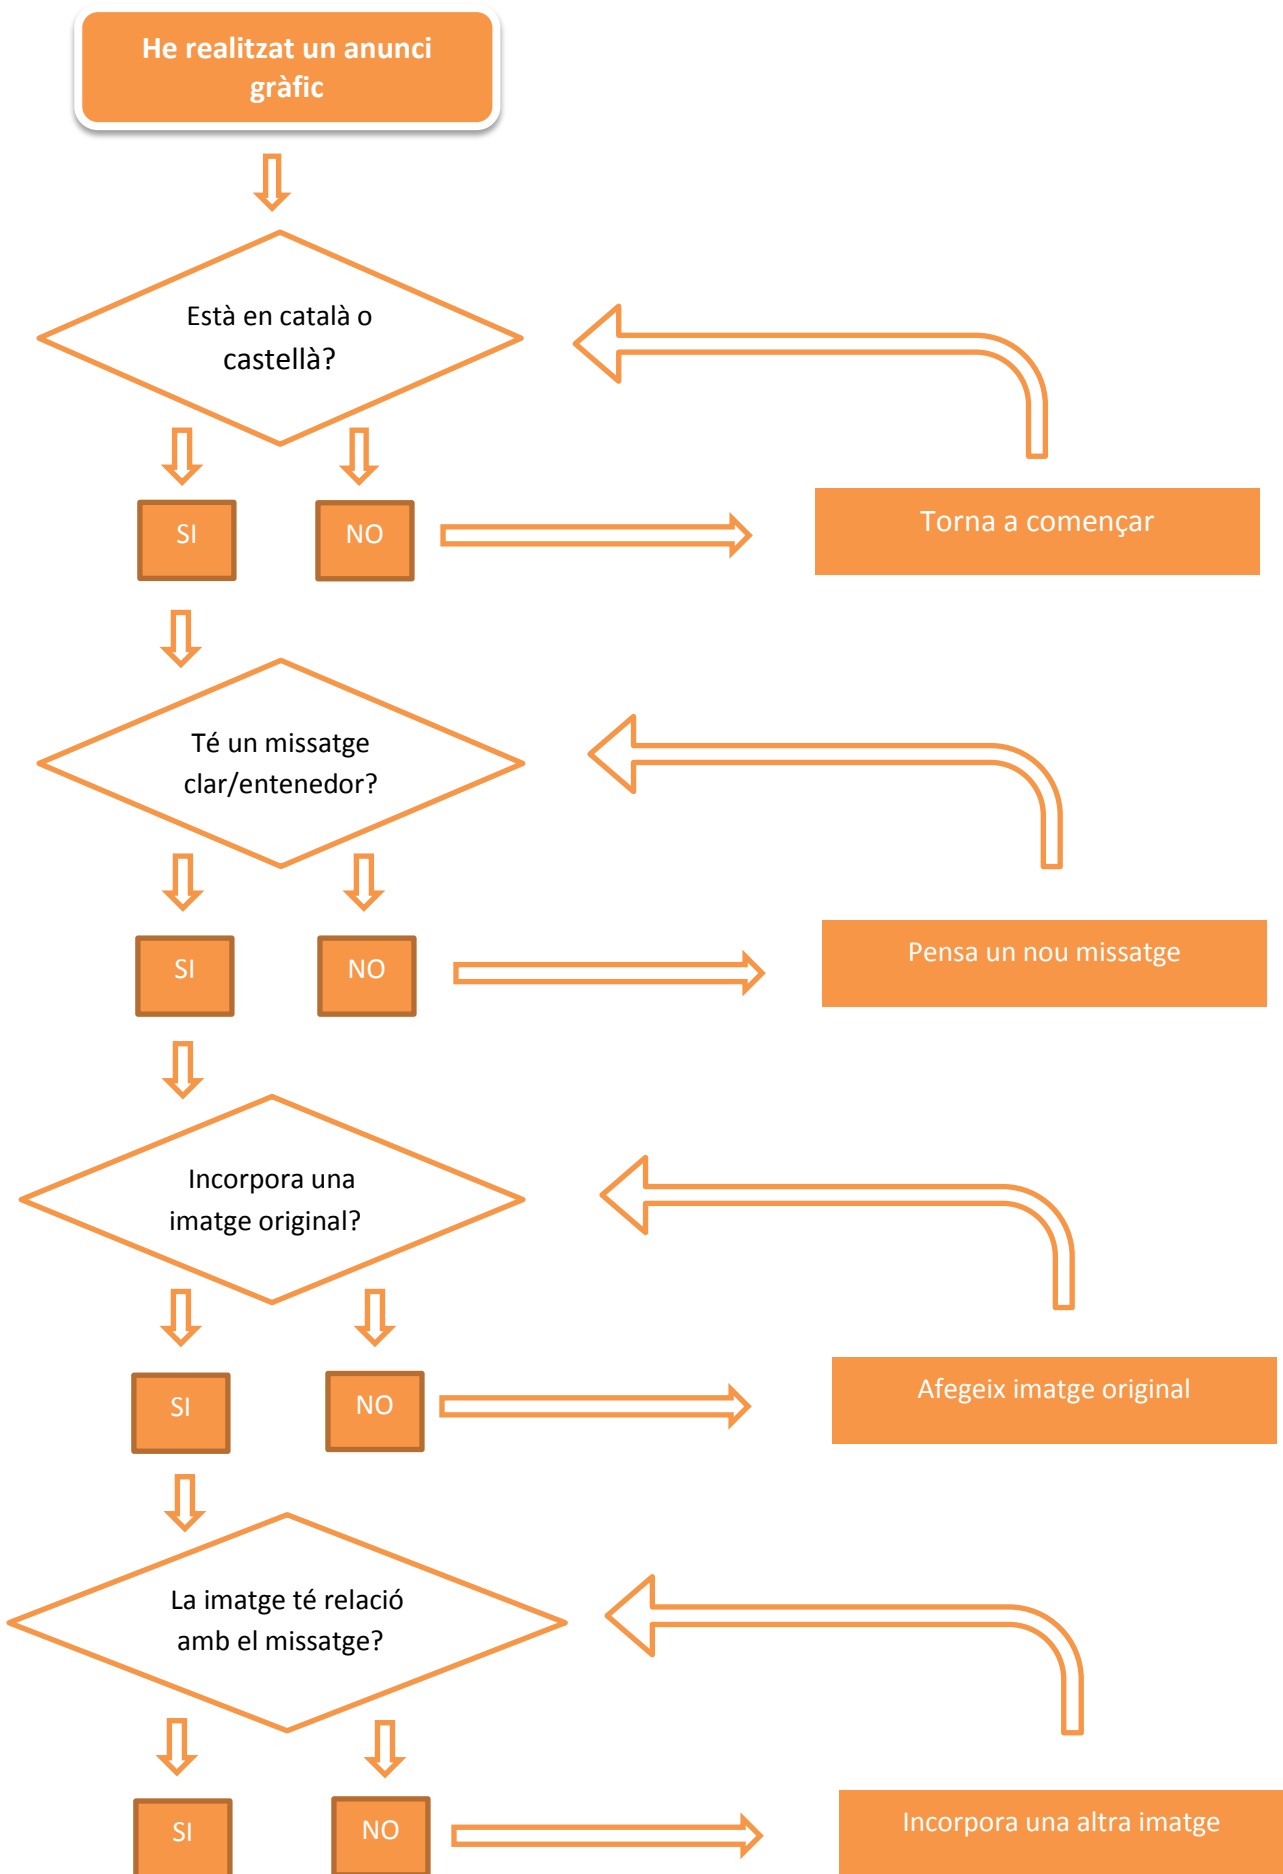 He realitzat un anunci
gràfic
Està en català o
castellà?
SI
NO
Torna a començar
Té un missatge
clar/entenedor?
SI
NO
Pensa un nou missatge
Incorpora una
imatge original?
SI
NO
Afegeix imatge original
La imatge té relació
amb el missatge?
SI
NO
Incorpora una altra imatge